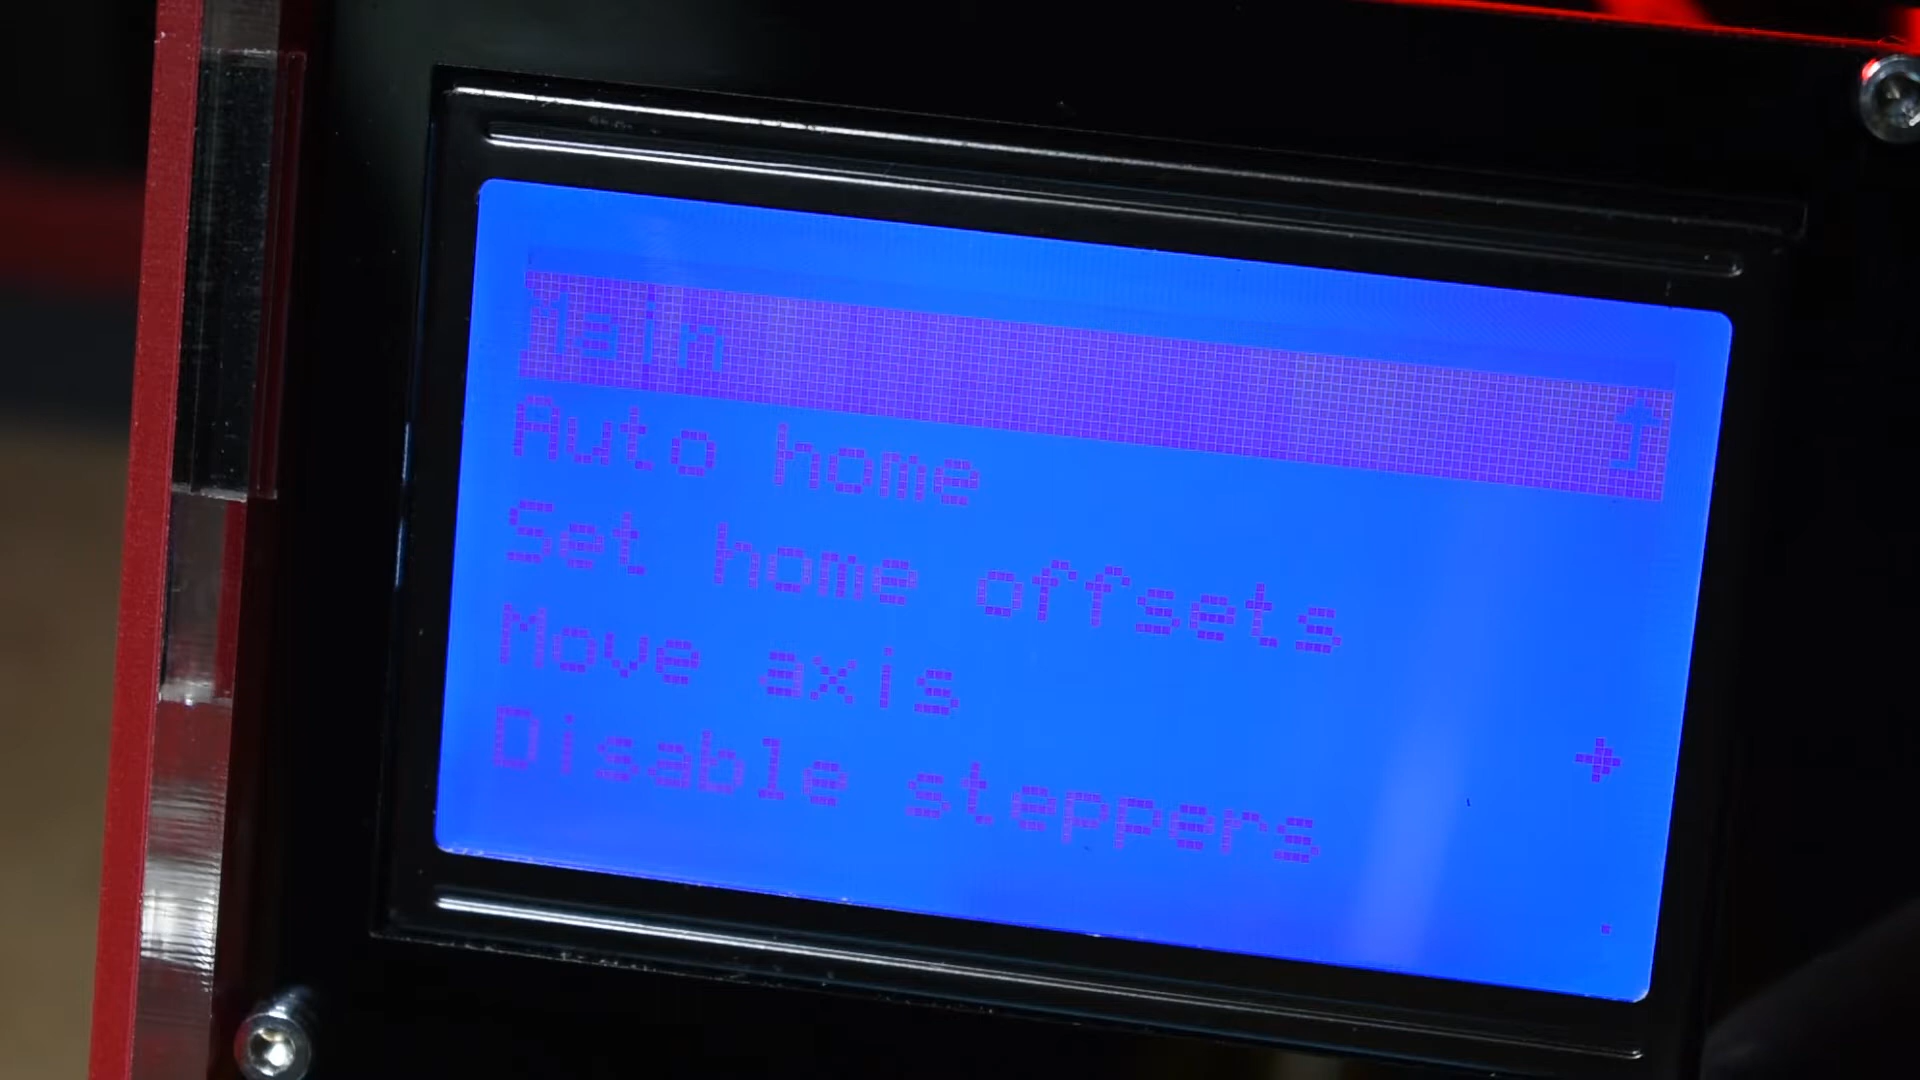 Main
Auto home
Set home offsets
Move axis
Disable steppers